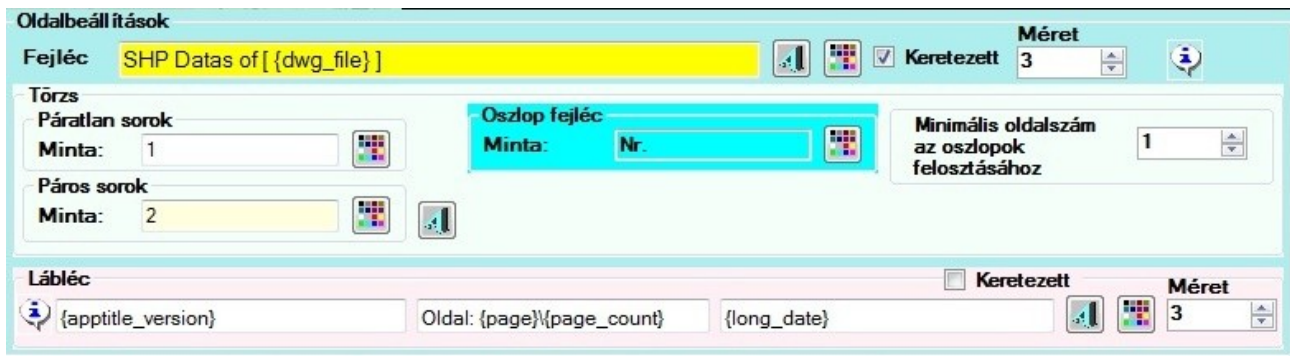 Oldalbeállítások
Fejléc SHP Datas of [ {dwg_file} ] Keretezett Méret 3
Törzs
Páratlan sorok
Minta: 1
Oszlop fejléc
Minta: Nr.
Minimális oldalszám
az oszlopok
felosztásához
1
Páros sorok
Minta: 2
Lábléc
Keretezett
Méret
{apptitle_version} Oldal: {page}\{page_count} {long_date} 3